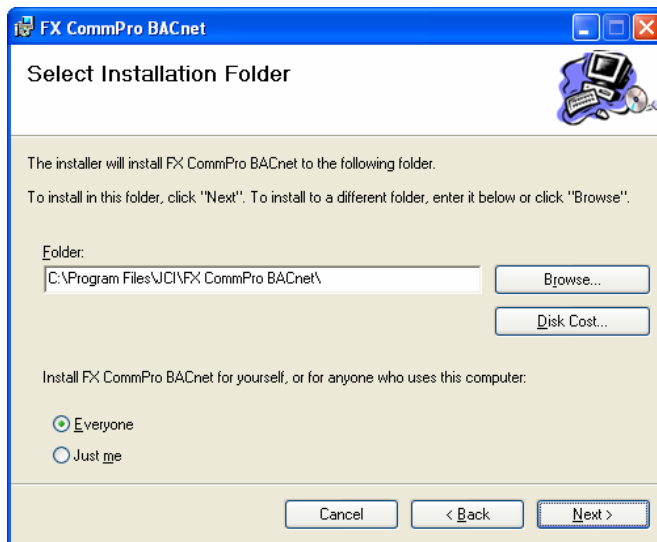 FX CommPro BACnet
Select Installation Folder
The installer will install FX CommPro BACnet to the following folder.
To install in this folder, click "Next". To install to a different folder, enter it below or click "Browse".
Folder:
C:\Program Files\JCI\FX CommPro BACnet\
Browse...
Disk Cost...
Install FX CommPro BACnet for yourself, or for anyone who uses this computer:
Everyone
Just me
Cancel
< Back
Next >